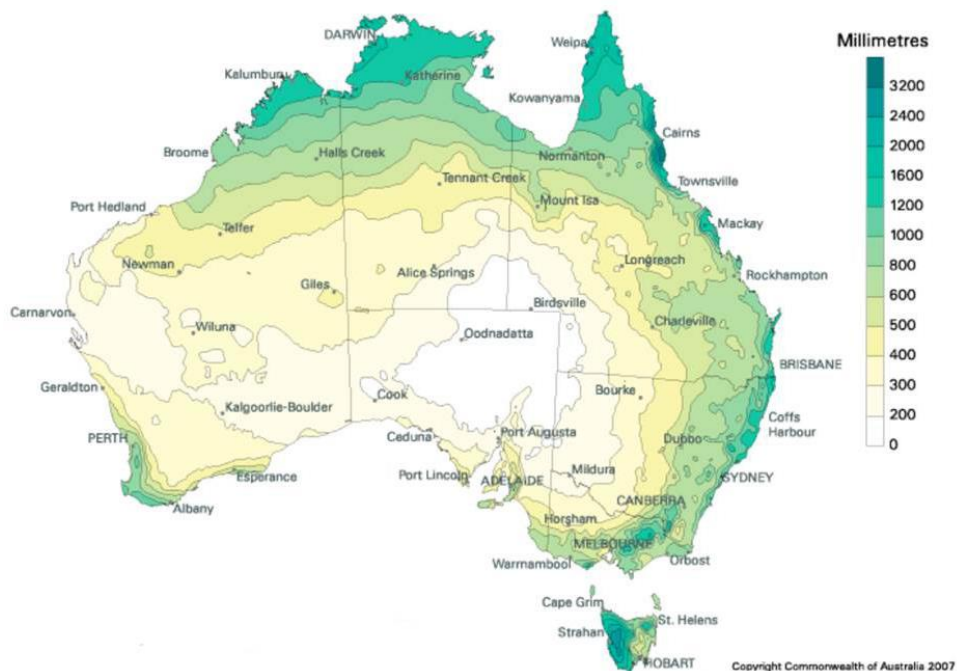 DARWIN
Weipa
Millimetres
Kalumburu
Katherine
3200
Kowanyama
2400
Cairns
2000
Broome
Halls Creek
Normanton
1600
Tennant Creek
Townsville
1200
Port Hedland
Mount Isa
1000
Telfer
Mackay
800
Newman
Alice Springs
Longreach
Rockhampton
600
Giles
Birdsville
500
Carnarvon
Wiluna
Oodnadatta
Charleville
400
BRISBANE
300
Geraldton
Cook
Bourke
200
Kalgoorlie-Boulder
Coffs
Harbour
0
PERTH
Ceduna
Port Augusta
Dubbo
Esperance
Port Lincoln
ADELAIDE
Mildura
SYDNEY
Albany
CANBERRA
Horsham
MELBOURNE
Warrnambool
Orbost
Cape Grim
St. Helens
Strahan
HOBART
Copyright Commonwealth of Australia 2007